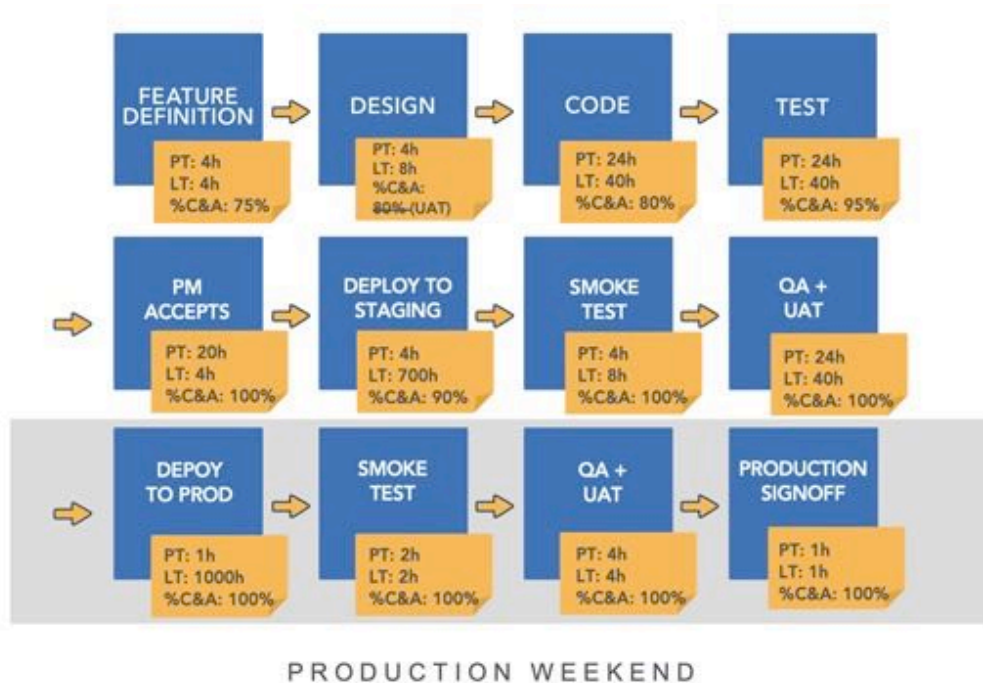 FEATURE
DEFINITION
PT: 4h
LT: 4h
%C&A: 75%
DESIGN
PT: 4h
LT: 8h
%C&A:
80% (UAT)
CODE
PT: 24h
LT: 40h
%C&A: 80%
TEST
PT: 24h
LT: 40h
%C&A: 95%
PM
ACCEPTS
PT: 20h
LT: 4h
%C&A: 100%
DEPLOY TO
STAGING
PT: 4h
LT: 700h
%C&A: 90%
SMOKE
TEST
PT: 4h
LT: 8h
%C&A: 100%
QA +
UAT
PT: 24h
LT: 40h
%C&A: 100%
DEPOY
TO PROD
PT: 1h
LT: 1000h
%C&A: 100%
SMOKE
TEST
PT: 2h
LT: 2h
%C&A: 100%
QA +
UAT
PT: 4h
LT: 4h
%C&A: 100%
PRODUCTION
SIGNOFF
PT: 1h
LT: 1h
%C&A: 100%
PRODUCTION WEEKEND